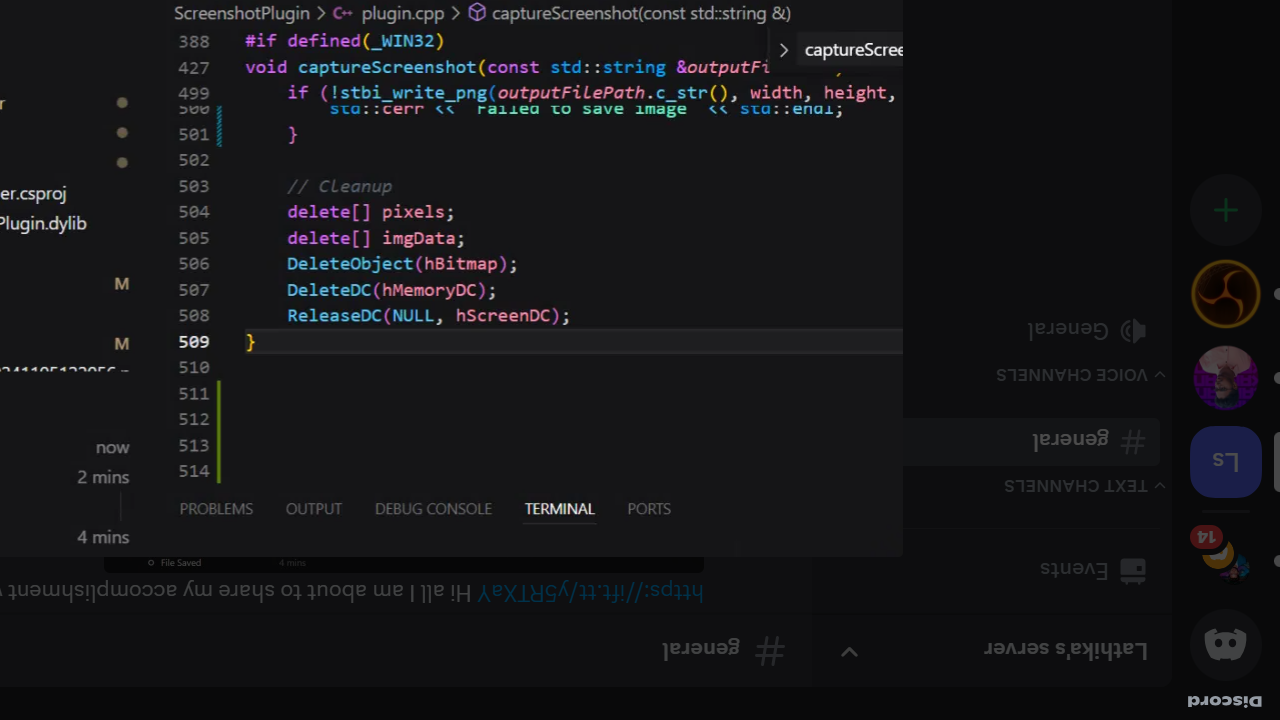 ScreenshotPlugin > plugin.cpp > captureScreenshot(const std::string &)
388 #if defined(_WIN32)
captureScree
427 void captureScreenshot(const std::string &outputFi
499 if (!stbi_write_png(outputFilePath.c_str(), width, height,
500 std::cerr << "Failed to save image" << std::endl;
501 }
502
503 // Cleanup
504 delete[] pixels;
505 delete[] imgData;
506 DeleteObject(hBitmap);
507 DeleteDC(hMemoryDC);
508 ReleaseDC(NULL, hScreenDC);
509 }
510
511
512
513
514
er.csproj
Plugin.dylib
M
M
now
2 mins
4 mins
PROBLEMS OUTPUT DEBUG CONSOLE TERMINAL PORTS
File Saved 4 mins
Discord
Lathika's server
general
https://ift.tt/y5RTXaY Hi all I am about to share my accomplishment
Events
14
TEXT CHANNELS
general
Ls
VOICE CHANNELS
General